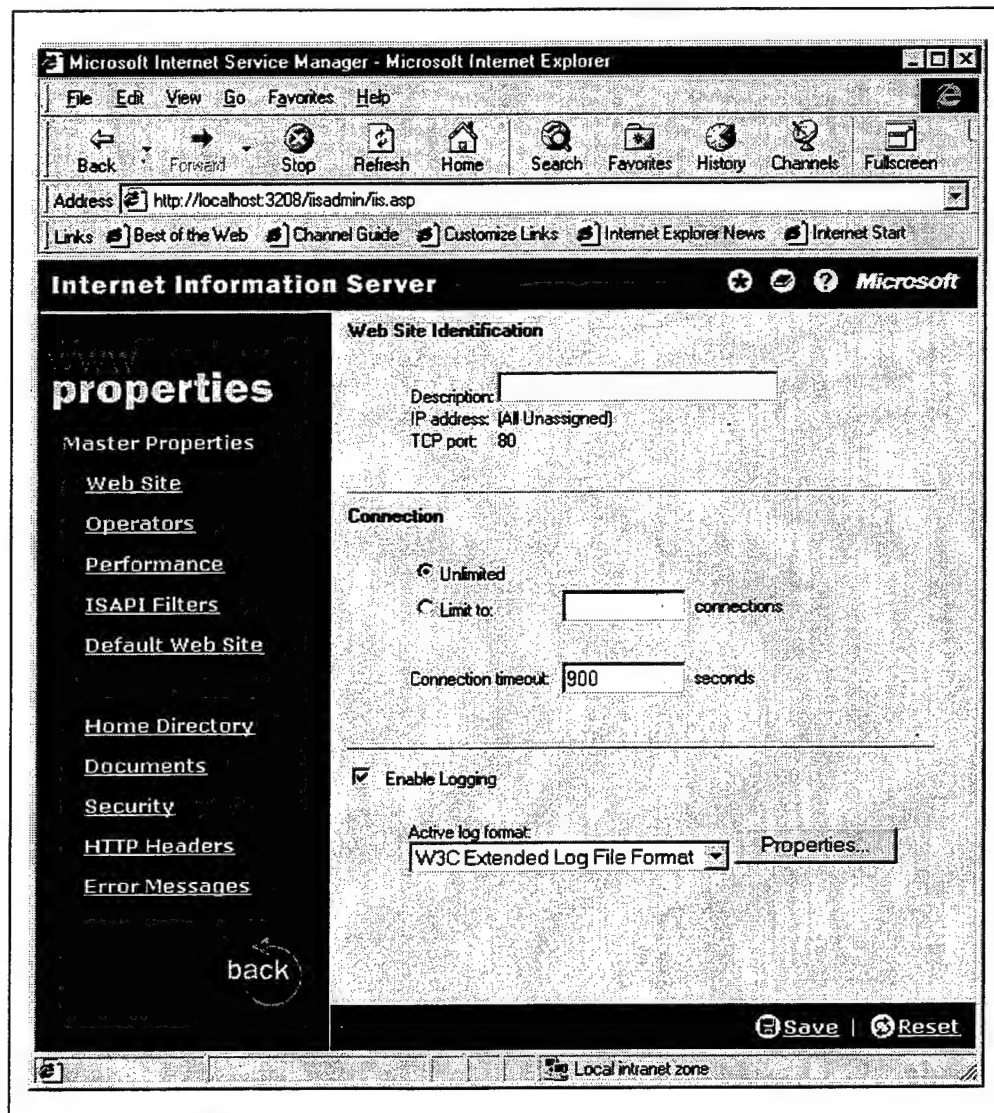 Microsoft Internet Service Manager - Microsoft Internet Explorer
File Edit View Go Favorites Help
Back Forward Stop Refresh Home Search Favorites History Channels Fullscreen
Address http://localhost:3208/iisadmin/iis.asp
Links Best of the Web Channel Guide Customize Links Internet Explorer News Internet Start
Internet Information Server Microsoft
properties
Master Properties
Web Site
Operators
Performance
ISAPI Filters
Default Web Site
Home Directory
Documents
Security
HTTP Headers
Error Messages
back
Web Site Identification
Description:
IP address: (All Unassigned)
TCP port: 80
Connection
Unlimited
Limit to: connections
Connection timeout: 900 seconds
Enable Logging
Active log format:
W3C Extended Log File Format Properties...
Save | Reset
Local intranet zone